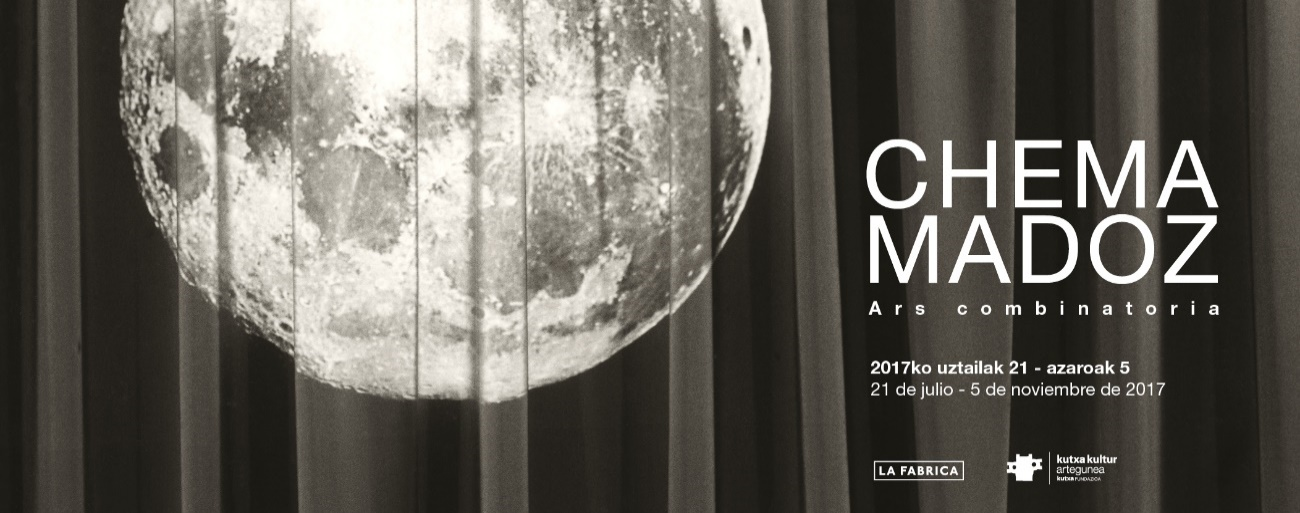 CHEMA
MADOZ
Ars combinatoria
2017ko uztailak 21 - azaroak 5
21 de julio - 5 de noviembre de 2017
LA FABRICA
kutxa kultur
artegunea
kutxa FUNDAZIOA